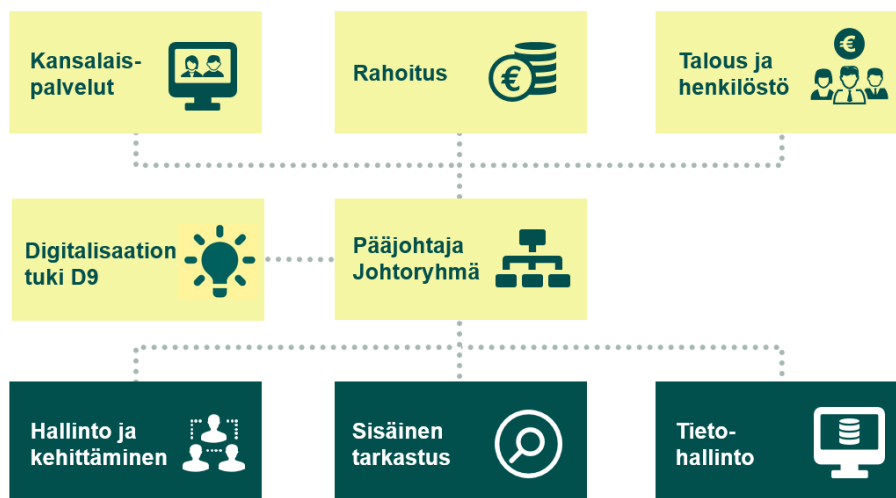 Kansalais-
palvelut
Rahoitus
Talous ja
henkilöstö
Digitalisaation
tuki D9
Pääjohtaja
Johtoryhmä
Hallinto ja
kehittäminen
Sisäinen
tarkastus
Tieto-
hallinto